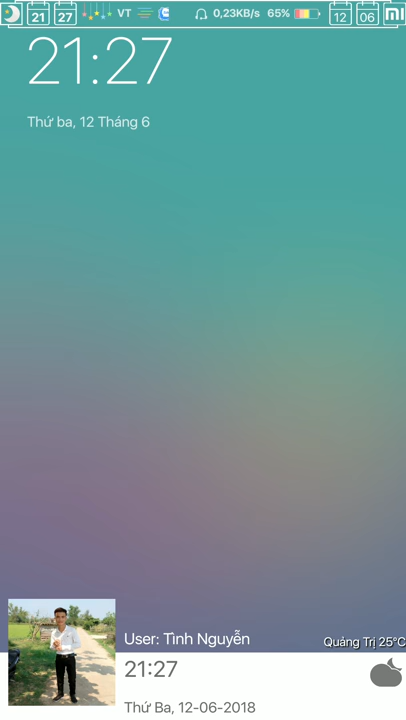 21 27 VT 0,23KB/s 65% 12 06 MI
21:27
Thứ ba, 12 Tháng 6
User: Tình Nguyễn
Quảng Trị 25°C
21:27
Thứ Ba, 12-06-2018